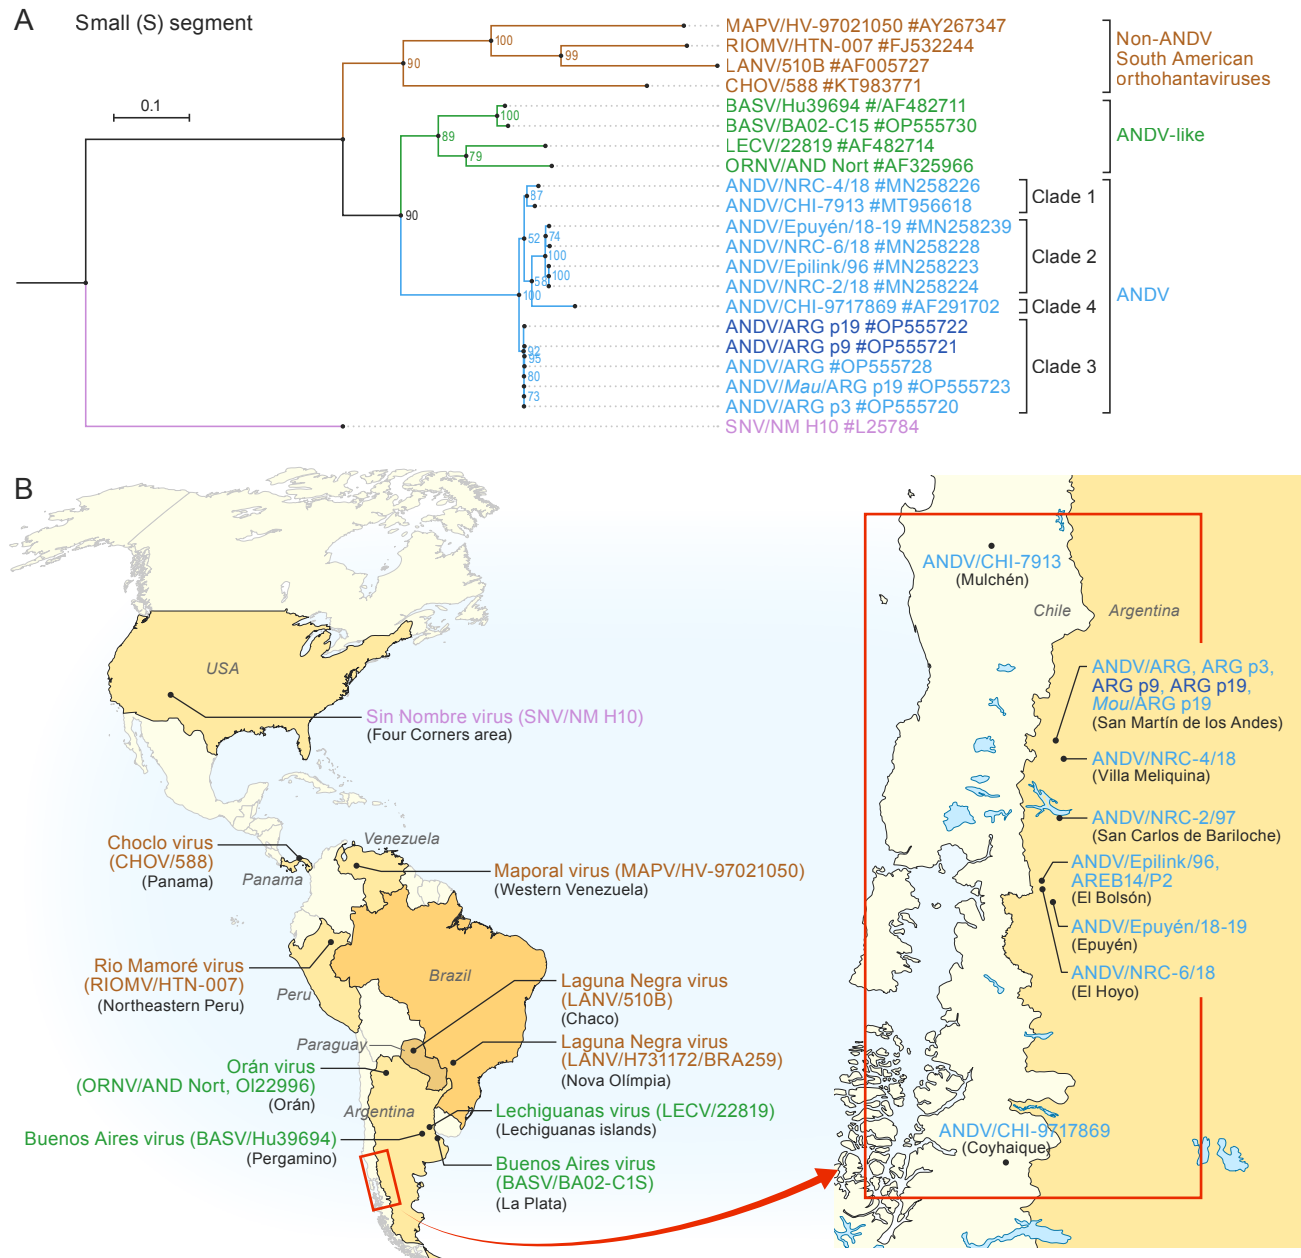 A
Small (S) segment
0.1
MAPV/HV-97021050 #AY267347
RIOMV/HTN-007 #FJ532244
LANV/510B #AF005727
CHOV/588 #KT983771
BASV/Hu39694 #/AF482711
BASV/BA02-C15 #OP555730
LECV/22819 #AF482714
ORNV/AND Nort #AF325966
ANDV/NRC-4/18 #MN258226
ANDV/CHI-7913 #MT956618
ANDV/Epuyén/18-19 #MN258239
ANDV/NRC-6/18 #MN258228
ANDV/Epilink/96 #MN258223
ANDV/NRC-2/18 #MN258224
ANDV/CHI-9717869 #AF291702
ANDV/ARG p19 #OP555722
ANDV/ARG p9 #OP555721
ANDV/ARG #OP555728
ANDV/Mau/ARG p19 #OP555723
ANDV/ARG p3 #OP555720
SNV/NM H10 #L25784
100
99
90
100
89
79
90
87
52
74
100
100
58
100
92
95
80
73
Clade 1
Clade 2
Clade 4
Clade 3
Non-ANDV
South American
orthohantaviruses
ANDV-like
ANDV
B
USA
Sin Nombre virus (SNV/NM H10)
(Four Corners area)
Choclo virus
(CHOV/588)
(Panama)
Panama
Venezuela
Maporal virus (MAPV/HV-97021050)
(Western Venezuela)
Rio Mamoré virus
(RIOMV/HTN-007)
(Northeastern Peru)
Peru
Brazil
Laguna Negra virus
(LANV/510B)
(Chaco)
Paraguay
Laguna Negra virus
(LANV/H731172/BRA259)
(Nova Olímpia)
Orán virus
(ORNV/AND Nort, OI22996)
(Orán)
Argentina
Lechiguanas virus (LECV/22819)
(Lechiguanas islands)
Buenos Aires virus (BASV/Hu39694)
(Pergamino)
Buenos Aires virus
(BASV/BA02-C1S)
(La Plata)
ANDV/CHI-7913
(Mulchén)
Chile
Argentina
ANDV/ARG, ARG p3,
ARG p9, ARG p19,
Mou/ARG p19
(San Martín de los Andes)
ANDV/NRC-4/18
(Villa Meliquina)
ANDV/NRC-2/97
(San Carlos de Bariloche)
ANDV/Epilink/96,
AREB14/P2
(El Bolsón)
ANDV/Epuyén/18-19
(Epuyén)
ANDV/NRC-6/18
(El Hoyo)
ANDV/CHI-9717869
(Coyhaique)